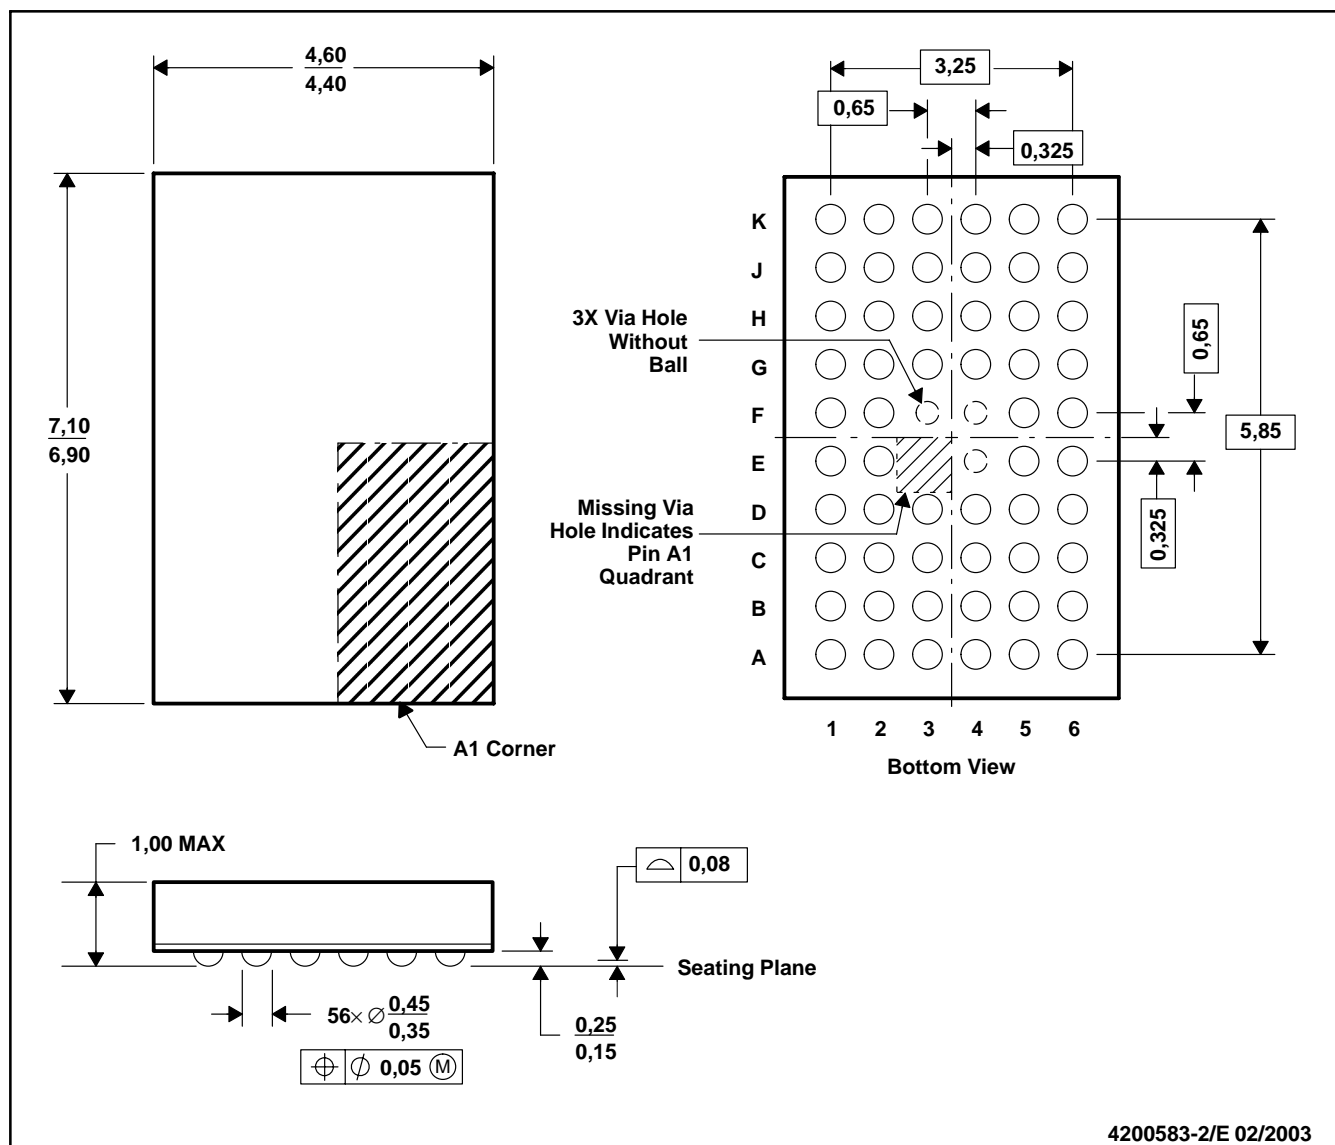 4,60
4,40
3,25
0,65
0,325
K
J
H
G
F
E
D
C
B
A
3X Via Hole
Without
Ball
0,65
7,10
6,90
5,85
Missing Via
Hole Indicates
Pin A1
Quadrant
0,325
1 2 3 4 5 6
A1 Corner
Bottom View
1,00 MAX
0,08
Seating Plane
56× ∅ 0,45
0,35
0,25
0,15
⌖ ∅ 0,05 Ⓜ
4200583-2/E 02/2003